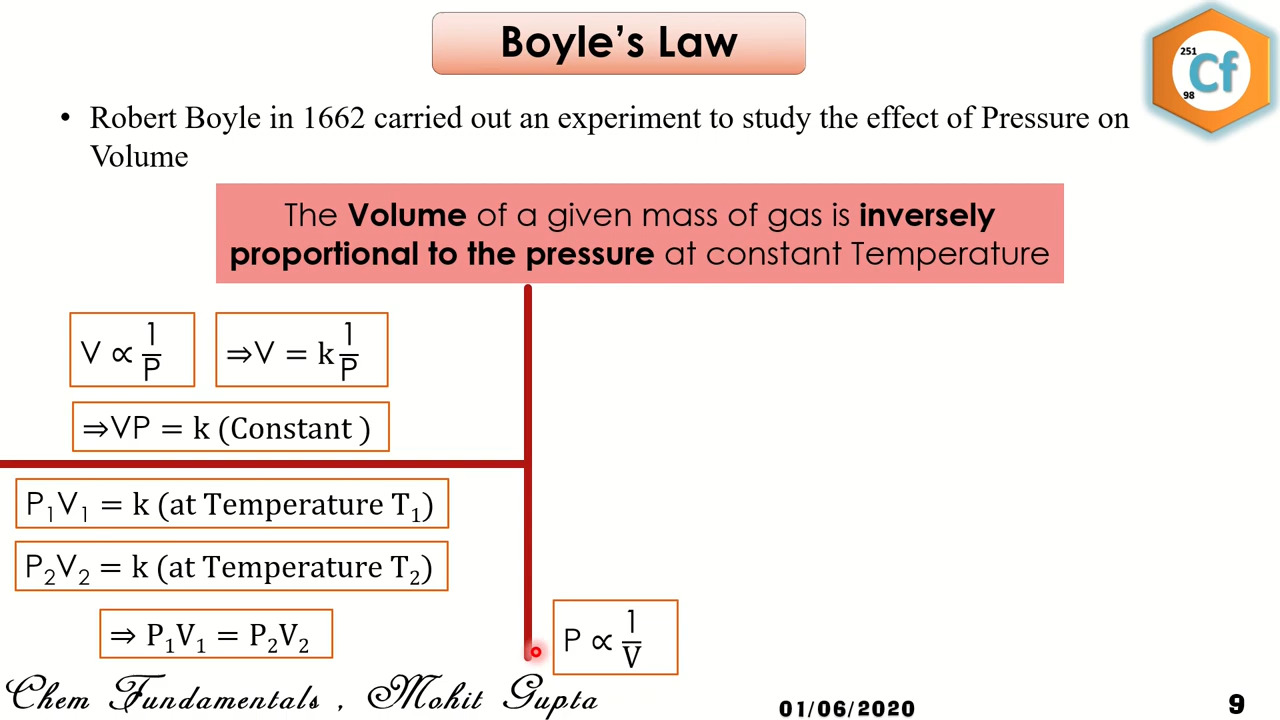 Boyle's Law
251
Cf
98
• Robert Boyle in 1662 carried out an experiment to study the effect of Pressure on
Volume
The Volume of a given mass of gas is inversely
proportional to the pressure at constant Temperature
V ∝ 1/P
⇒V = k 1/P
⇒VP = k (Constant )
P₁V₁ = k (at Temperature T₁)
P₂V₂ = k (at Temperature T₂)
⇒ P₁V₁ = P₂V₂
P ∝ 1/V
Chem Fundamentals , Mohit Gupta
01/06/2020
9